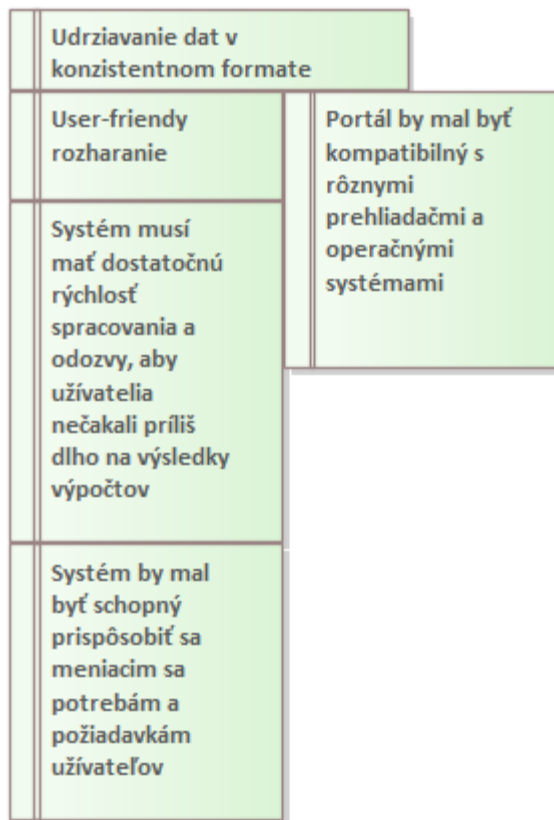 Udrziavanie dat v
konzistentnom formate
User-friendy
rozharanie
Portál by mal byť
kompatibilný s
rôznymi
prehliadačmi a
operačnými
systémami
Systém musí
mať dostatočnú
rýchlosť
spracovania a
odozvy, aby
užívatelia
nečakali príliš
dlho na výsledky
výpočtov
Systém by mal
byť schopný
prispôsobiť sa
meniacim sa
potrebám a
požiadavkám
užívateľov